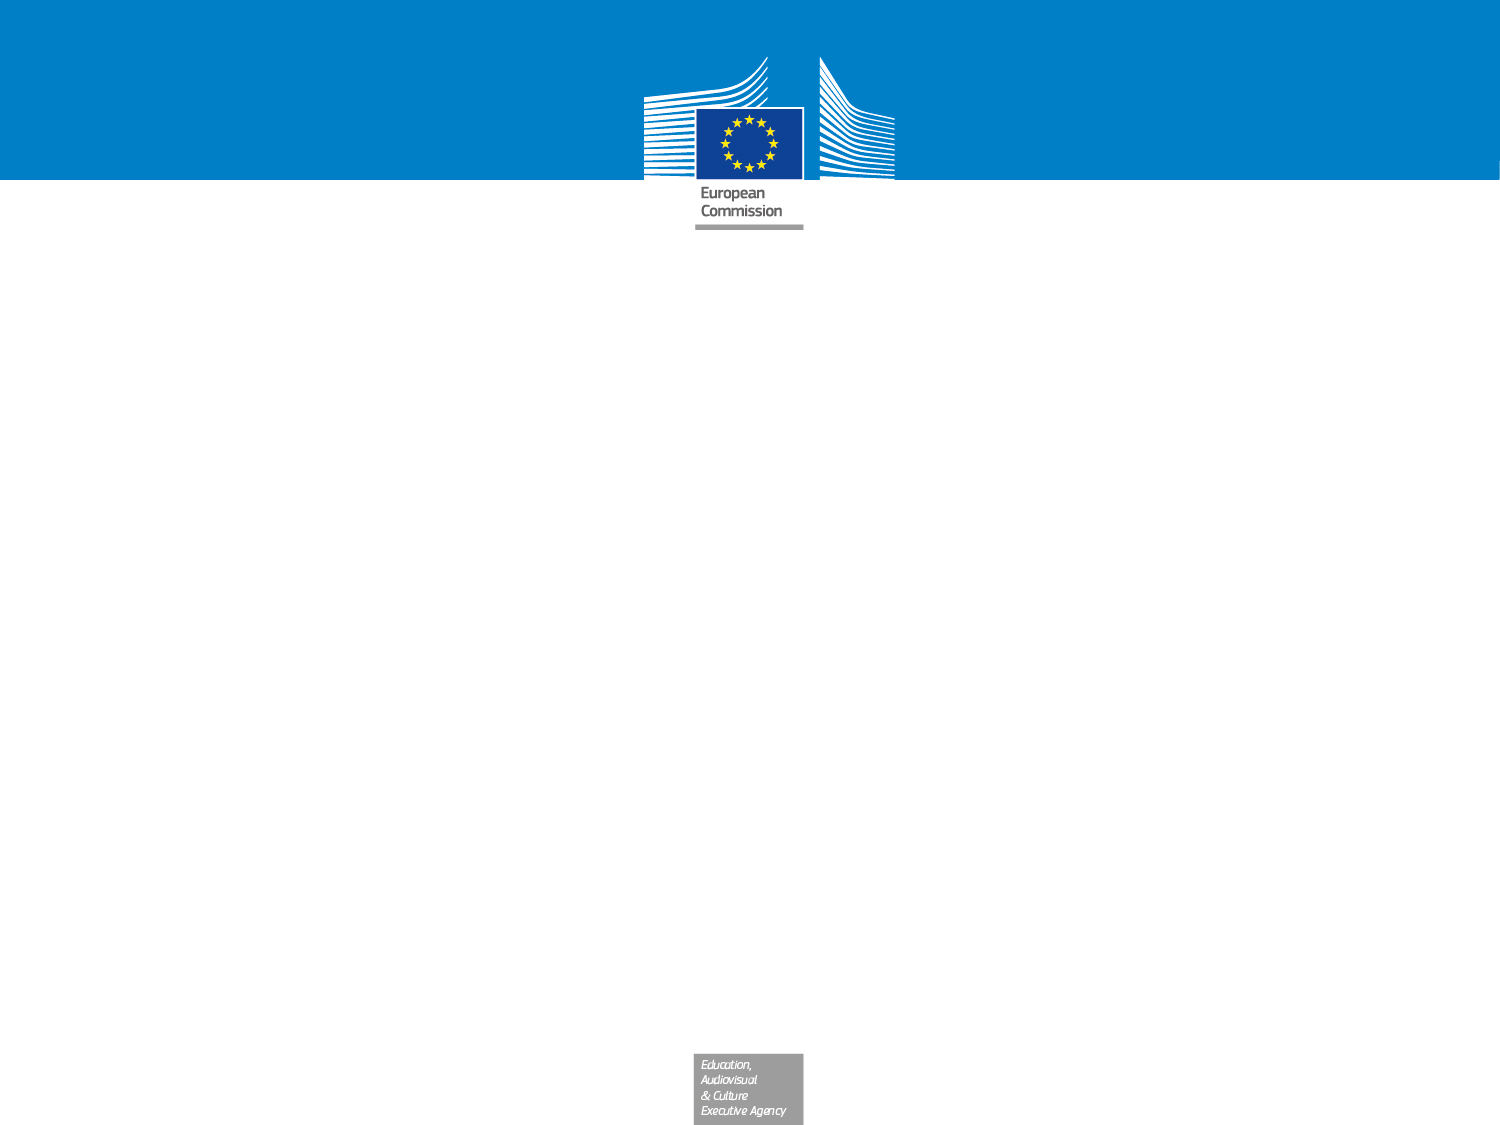 European
Commission
Education,
Audiovisual
& Culture
Executive Agency